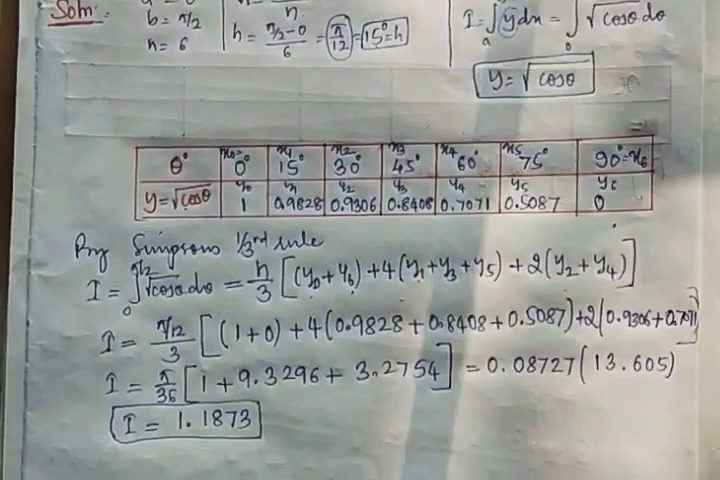 Soln:
b = π/2
n = 6
n
h = π/2-0/6 = π/12 = 15° = h
I = ∫ₐ y dn = ∫₀ √cosθ dθ
y = √cosθ
θ° x₀= 0° x₁ 15° x₂ 30° x₃ 45° x₄ 60° x₅ 75° 90°=x₆
y=√cosθ y₀ 1 y₁ 0.9828 y₂ 0.9306 y₃ 0.8408 y₄ 0.7071 y₅ 0.5087 y₆ 0
By Simpsons 1/3rd rule
I = ∫₀^π/2 √cosθ dθ = h/3 [(y₀+y₆)+4(y₁+y₃+y₅)+2(y₂+y₄)]
I = π/12/3 [(1+0)+4(0.9828+0.8408+0.5087)+2(0.9306+0.7071)]
I = π/36 [1+9.3296+3.2754] = 0.08727(13.605)
I = 1.1873